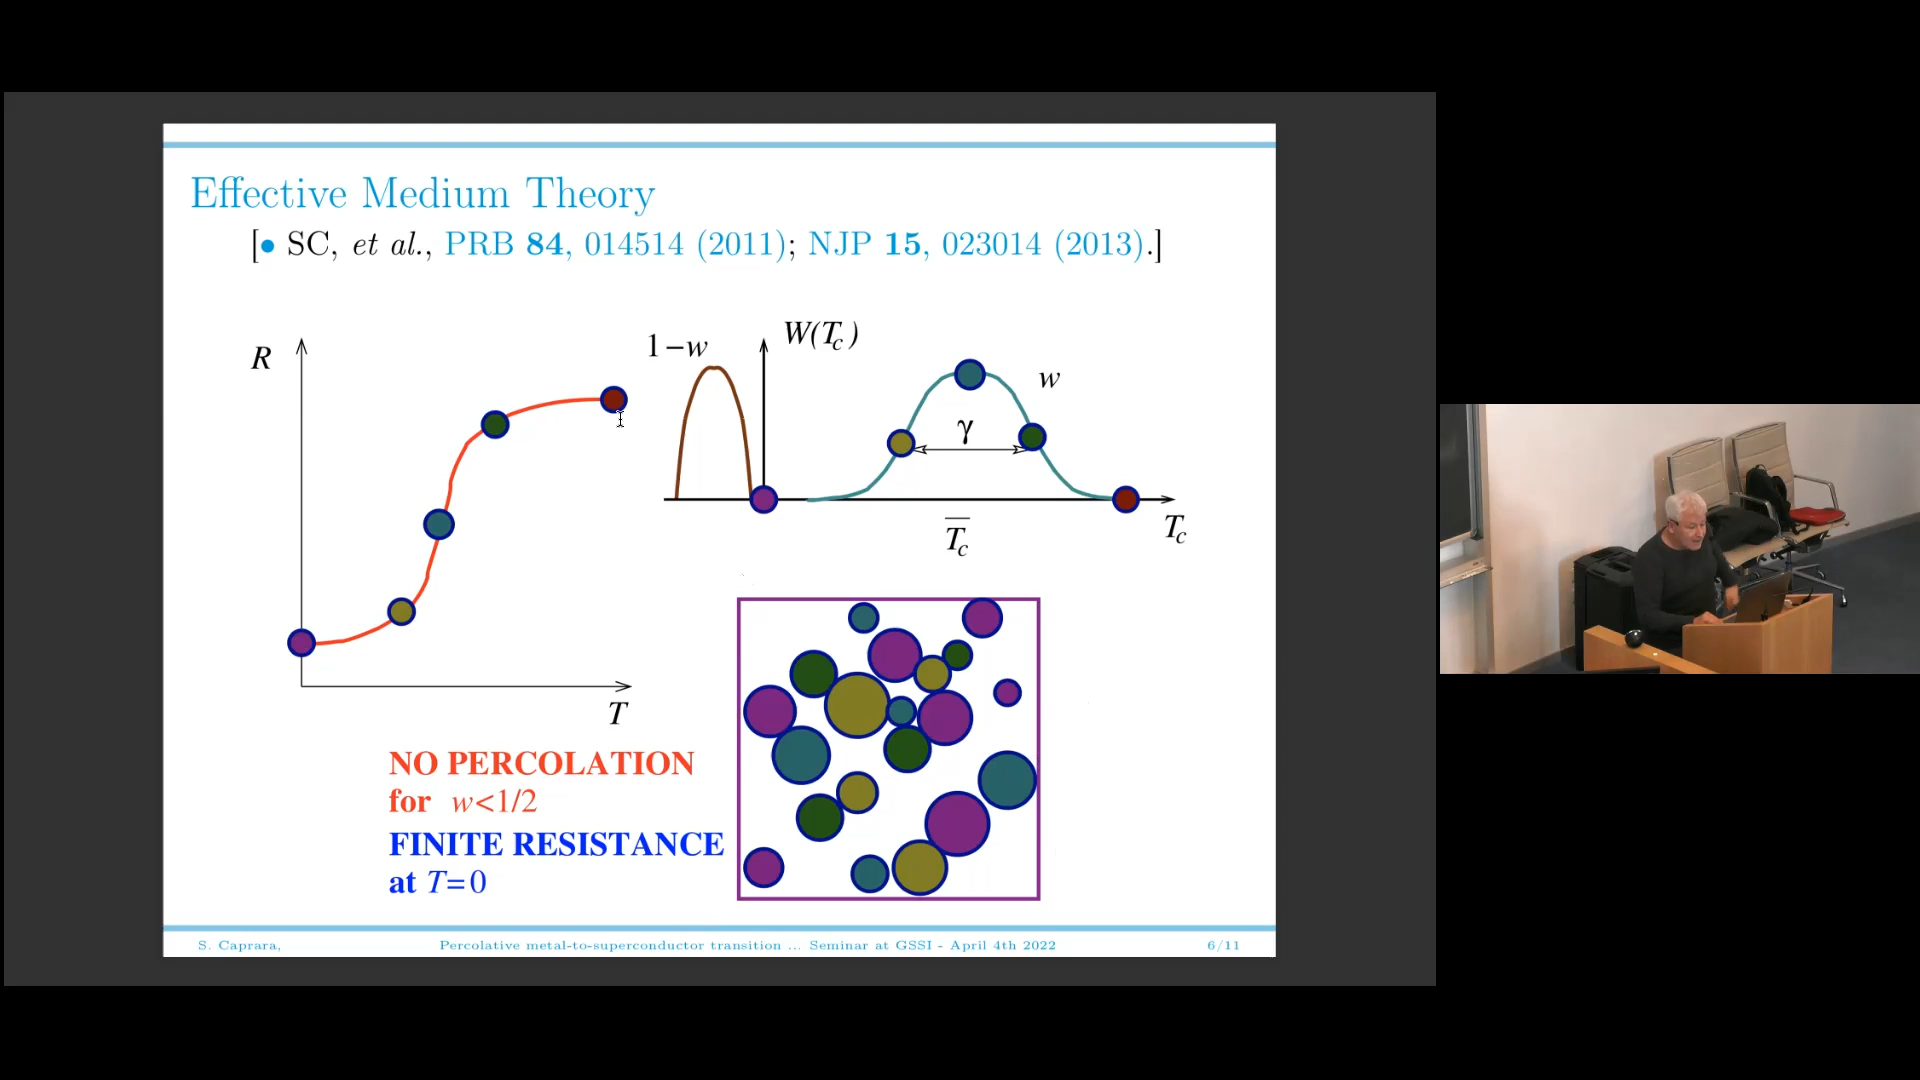 Effective Medium Theory
[• SC, et al., PRB 84, 014514 (2011); NJP 15, 023014 (2013).]
R
T
1−w
W(Tc)
w
γ
Tc
Tc
NO PERCOLATION
for w<1/2
FINITE RESISTANCE
at T=0
S. Caprara,
Percolative metal-to-superconductor transition ... Seminar at GSSI - April 4th 2022
6/11